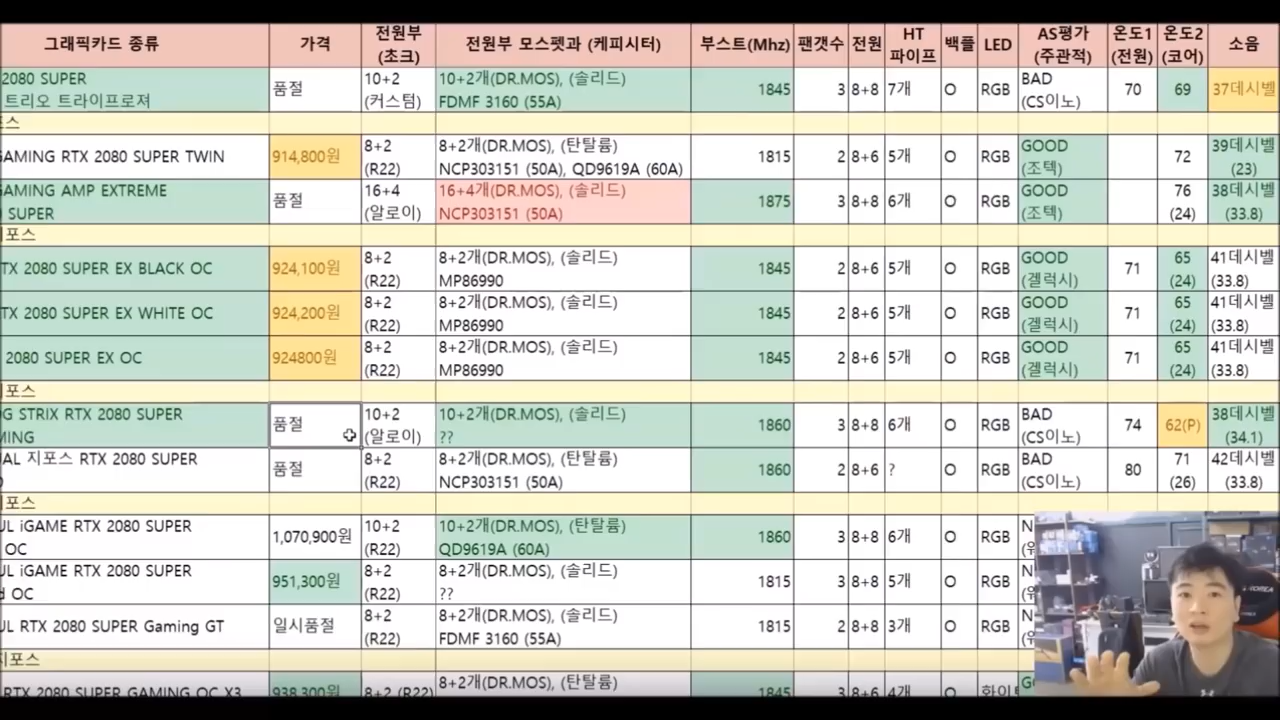 그래픽카드 종류 가격 전원부 (초크) 전원부 모스펫과 (케피시터) 부스트(Mhz) 팬갯수 전원 HT 파이프 백플 LED AS평가 (주관적) 온도1 (전원) 온도2 (코어) 소음
2080 SUPER 트리오 트라이프로져 품절 10+2 (커스텀) 10+2개(DR.MOS), (솔리드) FDMF 3160 (55A) 1845 3 8+8 7개 O RGB BAD (CS이노) 70 69 37데시벨
포스
GAMING RTX 2080 SUPER TWIN 914,800원 8+2 (R22) 8+2개(DR.MOS), (탄탈륨) NCP303151 (50A), QD9619A (60A) 1815 2 8+6 5개 O RGB GOOD (조텍) 72 39데시벨 (23)
GAMING AMP EXTREME SUPER 품절 16+4 (알로이) 16+4개(DR.MOS), (솔리드) NCP303151 (50A) 1875 3 8+8 6개 O RGB GOOD (조텍) 76 (24) 38데시벨 (33.8)
지포스
TX 2080 SUPER EX BLACK OC 924,100원 8+2 (R22) 8+2개(DR.MOS), (솔리드) MP86990 1845 2 8+6 5개 O RGB GOOD (겔럭시) 71 65 (24) 41데시벨 (33.8)
TX 2080 SUPER EX WHITE OC 924,200원 8+2 (R22) 8+2개(DR.MOS), (솔리드) MP86990 1845 2 8+6 5개 O RGB GOOD (겔럭시) 71 65 (24) 41데시벨 (33.8)
2080 SUPER EX OC 924800원 8+2 (R22) 8+2개(DR.MOS), (솔리드) MP86990 1845 2 8+6 5개 O RGB GOOD (겔럭시) 71 65 (24) 41데시벨 (33.8)
지포스
OG STRIX RTX 2080 SUPER MING 품절 10+2 (알로이) 10+2개(DR.MOS), (솔리드) ?? 1860 3 8+8 6개 O RGB BAD (CS이노) 74 62(P) 38데시벨 (34.1)
UAL 지포스 RTX 2080 SUPER 품절 8+2 (R22) 8+2개(DR.MOS), (탄탈륨) NCP303151 (50A) 1860 2 8+6 ? O RGB BAD (CS이노) 80 71 (26) 42데시벨 (33.8)
지포스
UL iGAME RTX 2080 SUPER OC 1,070,900원 10+2 (R22) 10+2개(DR.MOS), (탄탈륨) QD9619A (60A) 1860 3 8+8 6개 O RGB
UL iGAME RTX 2080 SUPER d OC 951,300원 8+2 (R22) 8+2개(DR.MOS), (솔리드) ?? 1815 3 8+8 5개 O RGB
UL RTX 2080 SUPER Gaming GT 일시품절 8+2 (R22) 8+2개(DR.MOS), (솔리드) FDMF 3160 (55A) 1815 2 8+8 3개 O RGB
지포스
RTX 2080 SUPER GAMING OC X3 938,300원 8+2 (R22) 8+2개(DR.MOS), (탄탈륨) 1845 3 8+6 4개 O